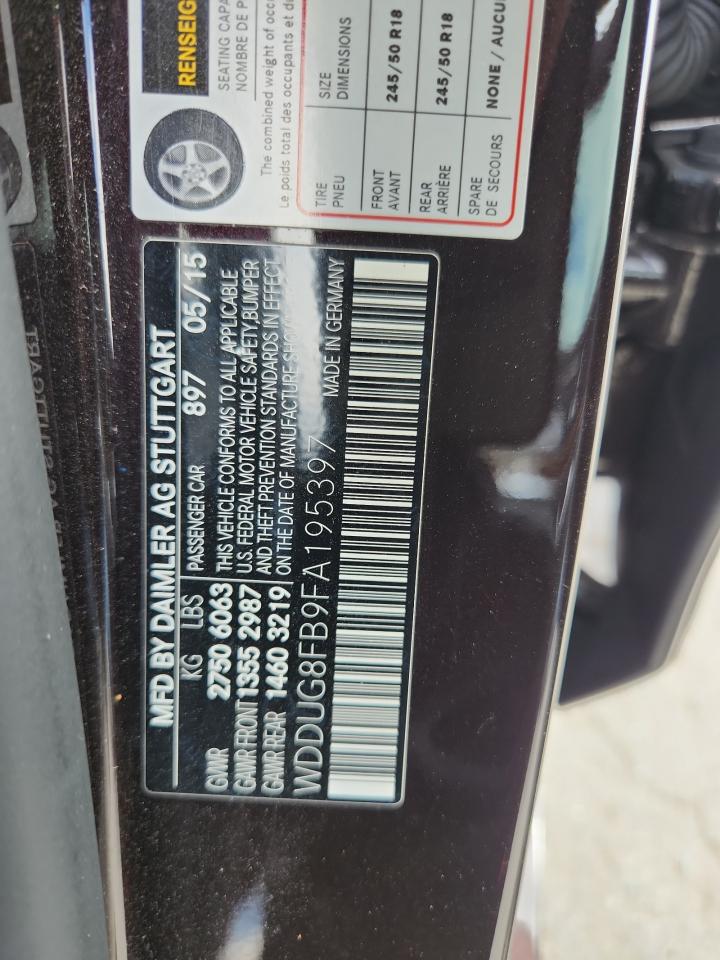 RENSEIG
SEATING CAPA
NOMBRE DE P
The combined weight of occ
Le poids total des occupants et de
TIRE SIZE
PNEU DIMENSIONS
FRONT 245/50 R18
AVANT
REAR 245/50 R18
ARRIÈRE
SPARE NONE / AUCU
DE SECOURS
MFD BY DAIMLER AG STUTTGART
KG LBS PASSENGER CAR 897 05/15
GWR 2750 6063 THIS VEHICLE CONFORMS TO ALL APPLICABLE
GAWR FRONT 1355 2987 U.S. FEDERAL MOTOR VEHICLE SAFETY,BUMPER
GAWR REAR 1460 3219 AND THEFT PREVENTION STANDARDS IN EFFECT
ON THE DATE OF MANUFACTURE
WDDUG8FB9FA195397 MADE IN GERMANY